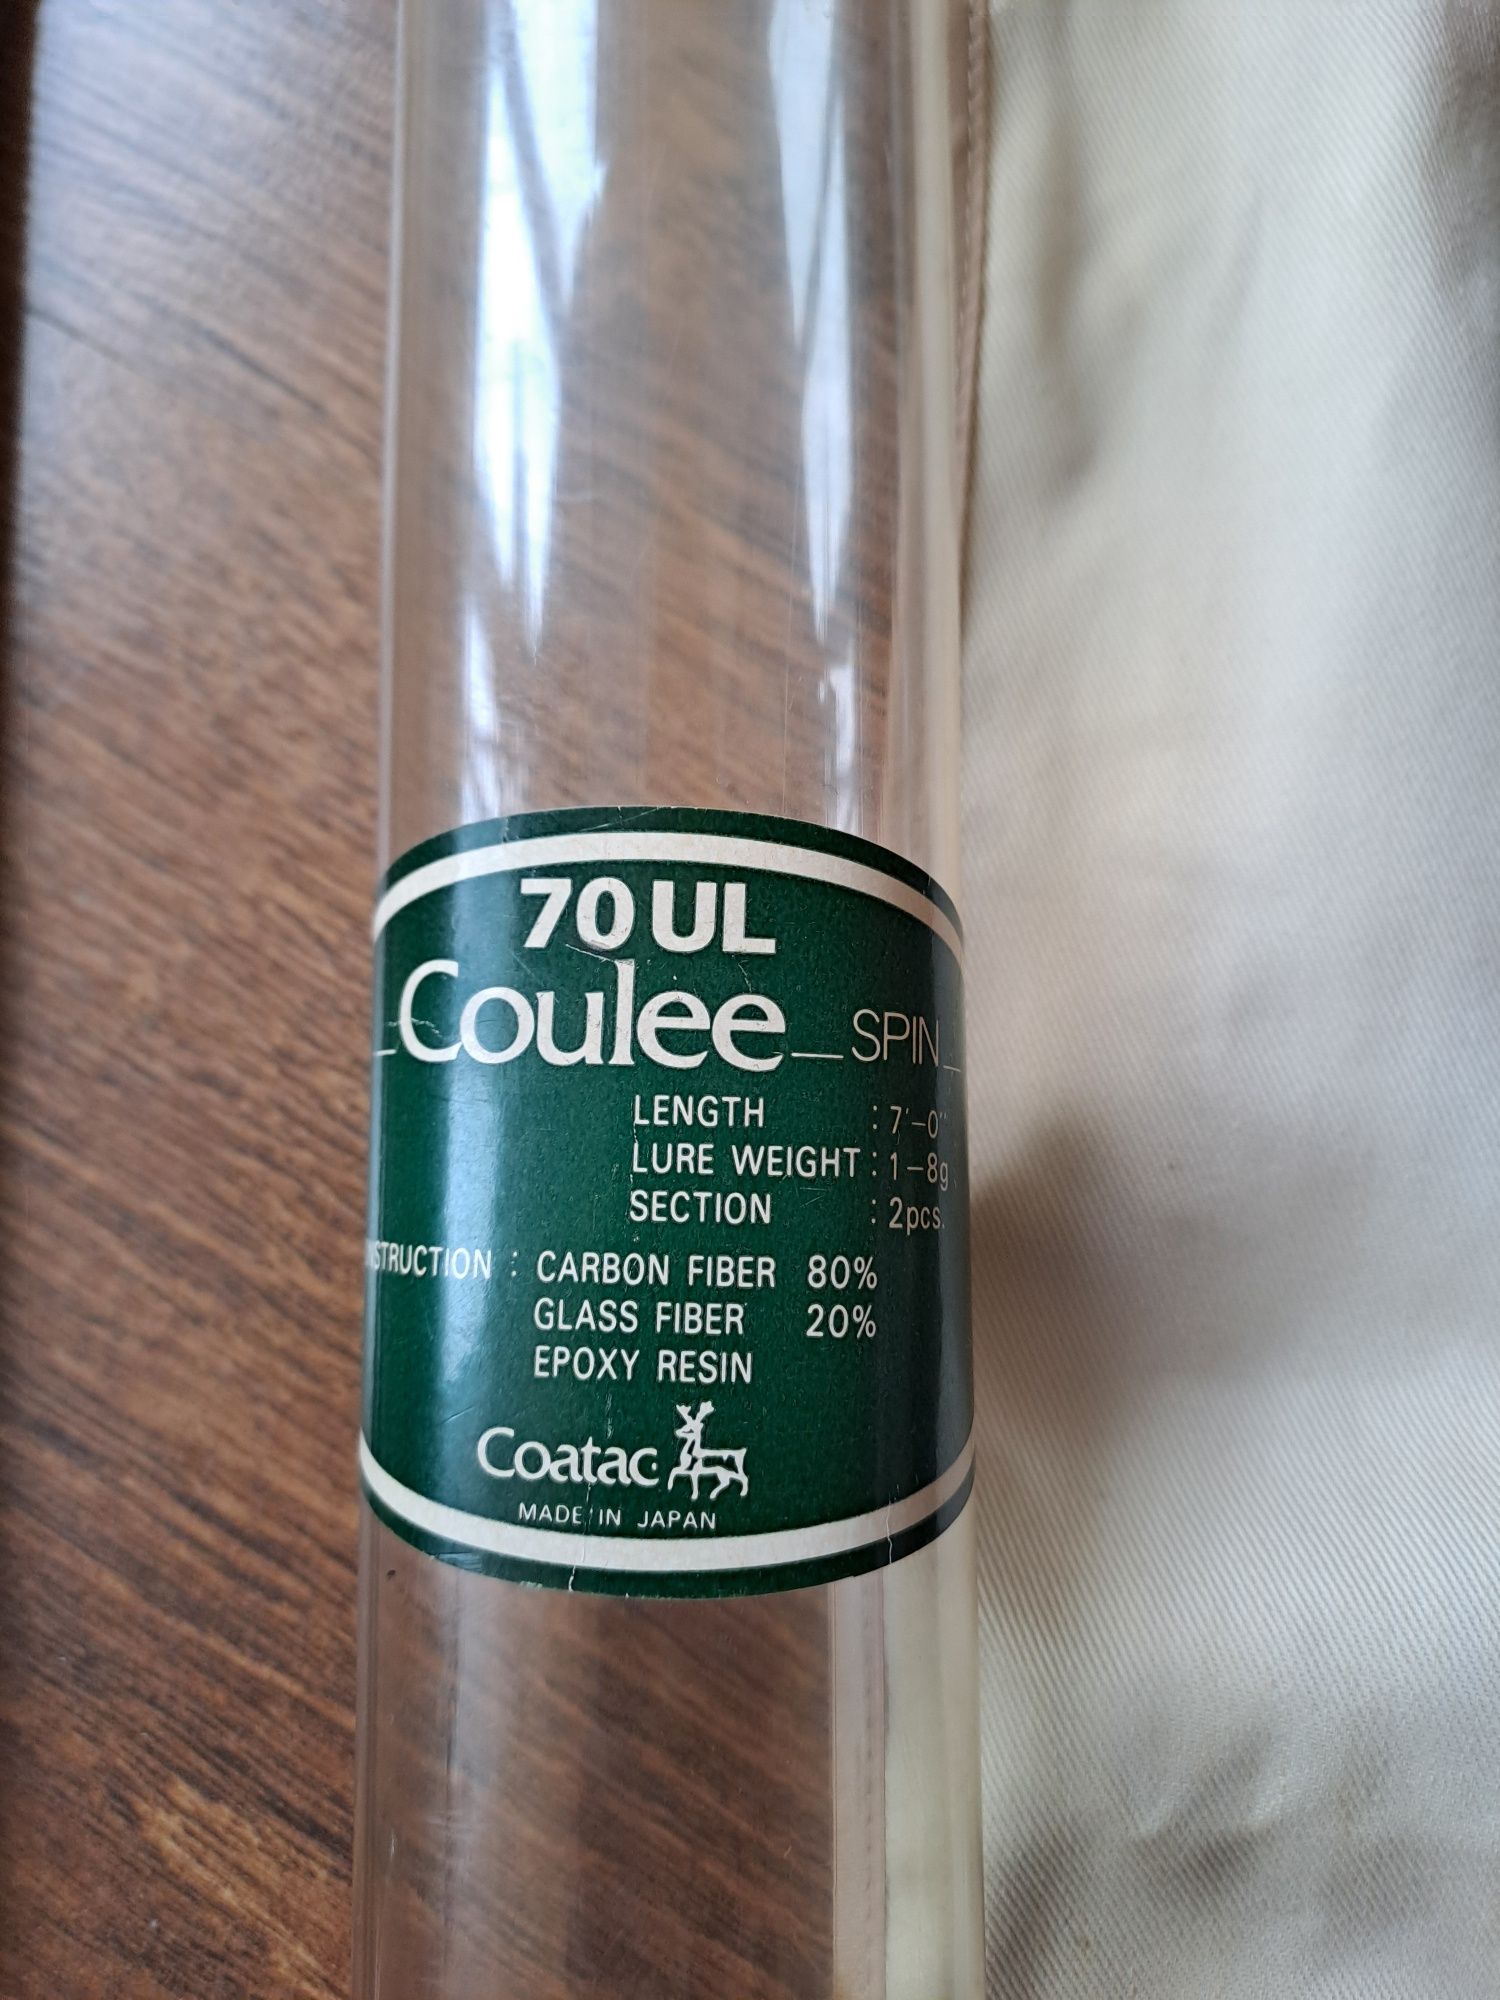 70UL
Coulee SPIN
LENGTH : 7'-0"
LURE WEIGHT : 1-8g.
SECTION : 2pcs.
NSTRUCTION : CARBON FIBER 80%
GLASS FIBER 20%
EPOXY RESIN
Coatac
MADE IN JAPAN